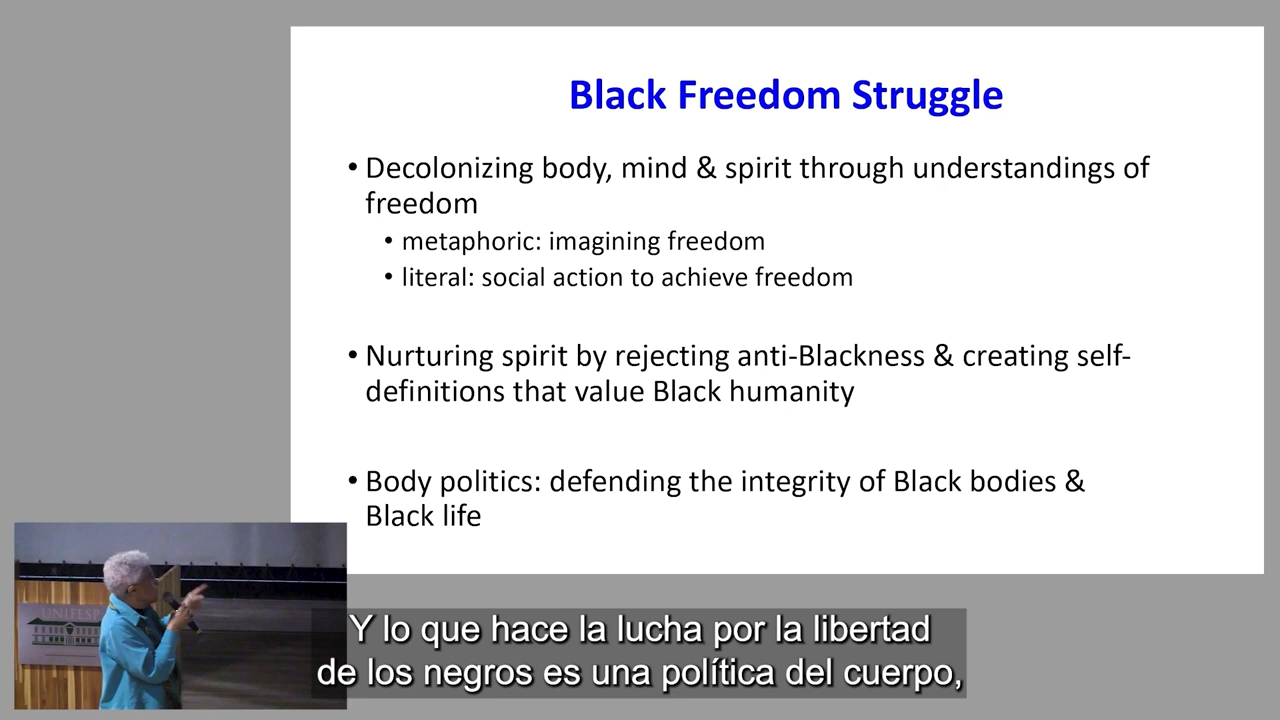 Black Freedom Struggle
• Decolonizing body, mind & spirit through understandings of
freedom
• metaphoric: imagining freedom
• literal: social action to achieve freedom
• Nurturing spirit by rejecting anti-Blackness & creating self-
definitions that value Black humanity
• Body politics: defending the integrity of Black bodies &
Black life
UNIFESP
Y lo que hace la lucha por la libertad
de los negros es una política del cuerpo,